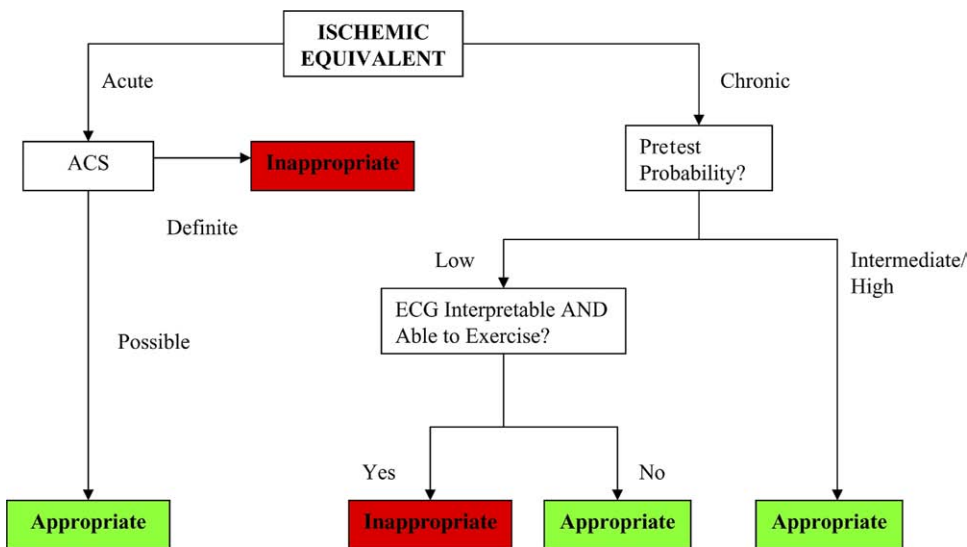 ISCHEMIC
EQUIVALENT
Acute
Chronic
ACS
Inappropriate
Pretest
Probability?
Definite
Low
Intermediate/
High
ECG Interpretable AND
Able to Exercise?
Possible
Yes
No
Appropriate
Inappropriate
Appropriate
Appropriate